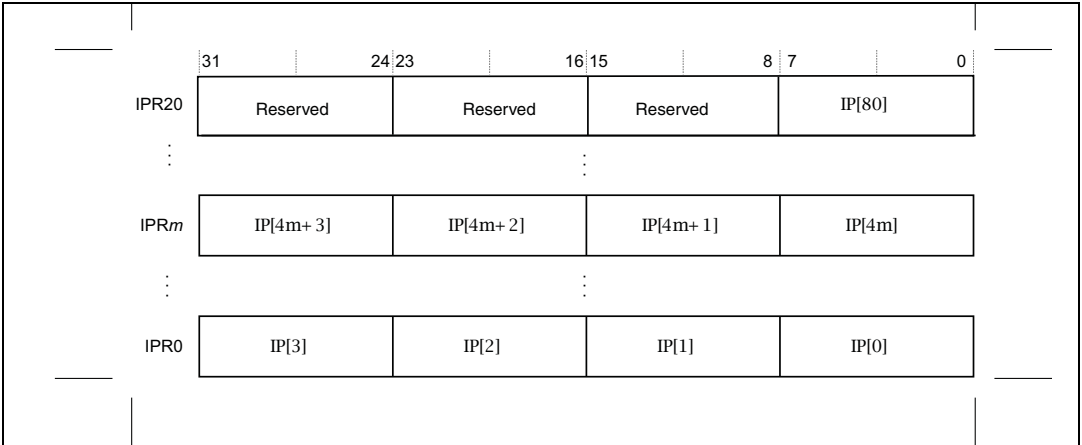 31 24 23 16 15 8 7 0
IPR20 Reserved Reserved Reserved IP[80]
IPRm IP[4m+3] IP[4m+2] IP[4m+1] IP[4m]
IPR0 IP[3] IP[2] IP[1] IP[0]